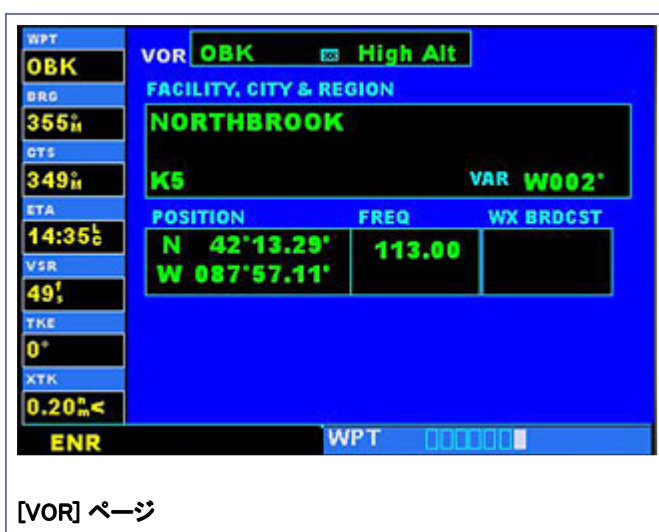 WPT
OBK
BRG
355°M
CTS
349°M
ETA
14:35
VSR
49
TKE
0°
XTK
0.20nm<
ENR
VOR OBK High Alt
FACILITY, CITY & REGION
NORTHBROOK
K5 VAR W002°
POSITION FREQ WX BRDCST
N 42°13.29' 113.00
W 087°57.11'
WPT
[VOR] ページ